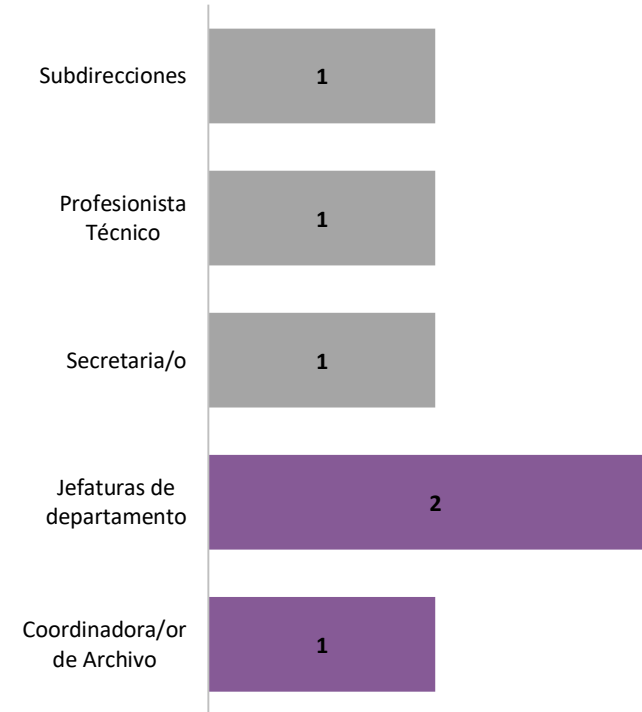 Subdirecciones
1
Profesionista
Técnico
1
Secretaria/o
1
Jefaturas de
departamento
2
Coordinadora/or
de Archivo
1